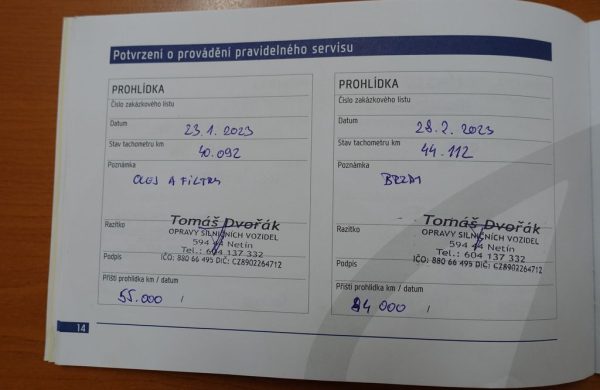 Potvrzení o provádění pravidelného servisu
PROHLÍDKA
Číslo zakázkového listu
Datum
23.1.2023
Stav tachometru km
40.092
Poznámka
OLEJ A FILTRY
Razítko
Tomáš Dvořák
OPRAVY SILNIČNÍCH VOZIDEL
594 44 Netín
Tel.: 604 137 332
Podpis
IČO: 880 66 495 DIČ: CZ8902264712
Příští prohlídka km / datum
55.000 /
PROHLÍDKA
Číslo zakázkového listu
Datum
28.2.2023
Stav tachometru km
44.112
Poznámka
BRZDY
Razítko
Tomáš Dvořák
OPRAVY SILNIČNÍCH VOZIDEL
594 44 Netín
Tel.: 604 137 332
Podpis
IČO: 880 66 495 DIČ: CZ8902264712
Příští prohlídka km / datum
000 /
14